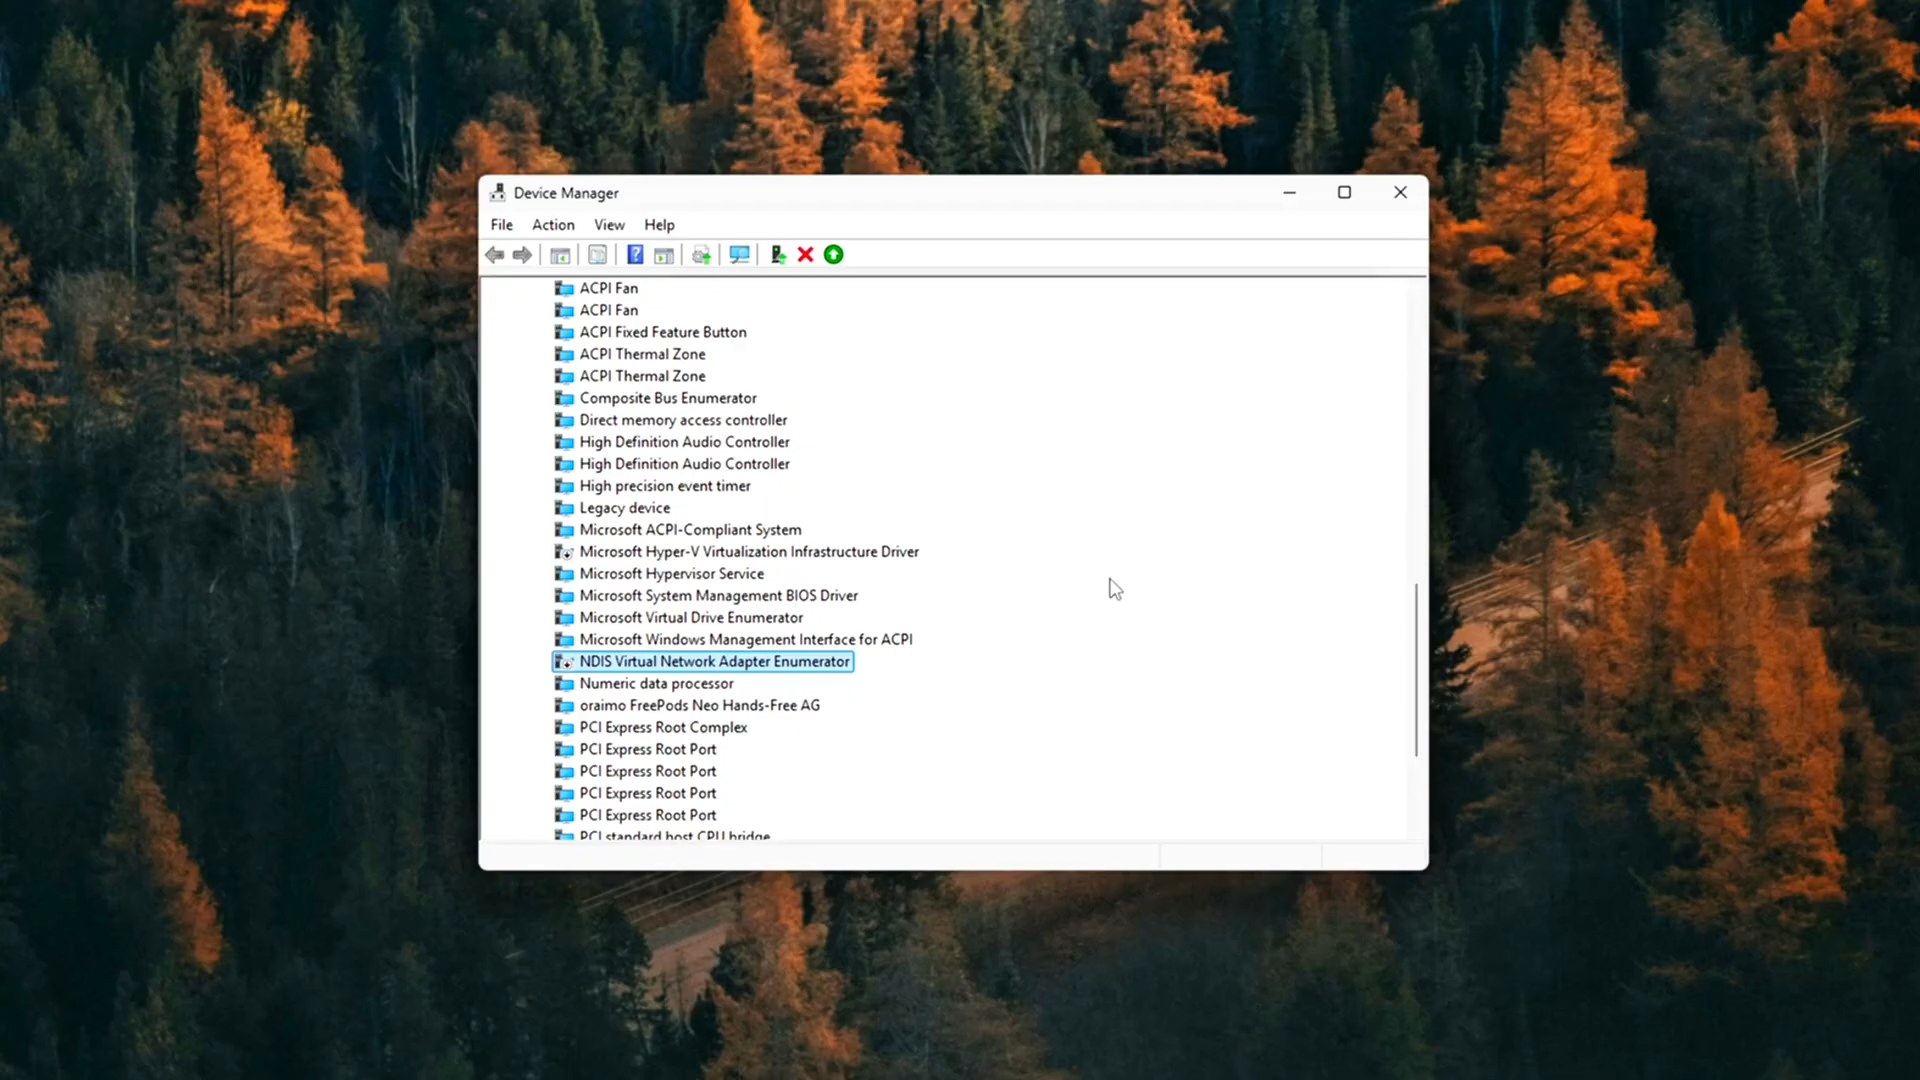 Device Manager
File Action View Help
ACPI Fan
ACPI Fan
ACPI Fixed Feature Button
ACPI Thermal Zone
ACPI Thermal Zone
Composite Bus Enumerator
Direct memory access controller
High Definition Audio Controller
High Definition Audio Controller
High precision event timer
Legacy device
Microsoft ACPI-Compliant System
Microsoft Hyper-V Virtualization Infrastructure Driver
Microsoft Hypervisor Service
Microsoft System Management BIOS Driver
Microsoft Virtual Drive Enumerator
Microsoft Windows Management Interface for ACPI
NDIS Virtual Network Adapter Enumerator
Numeric data processor
oraimo FreePods Neo Hands-Free AG
PCI Express Root Complex
PCI Express Root Port
PCI Express Root Port
PCI Express Root Port
PCI Express Root Port
PCI standard host CPU bridge